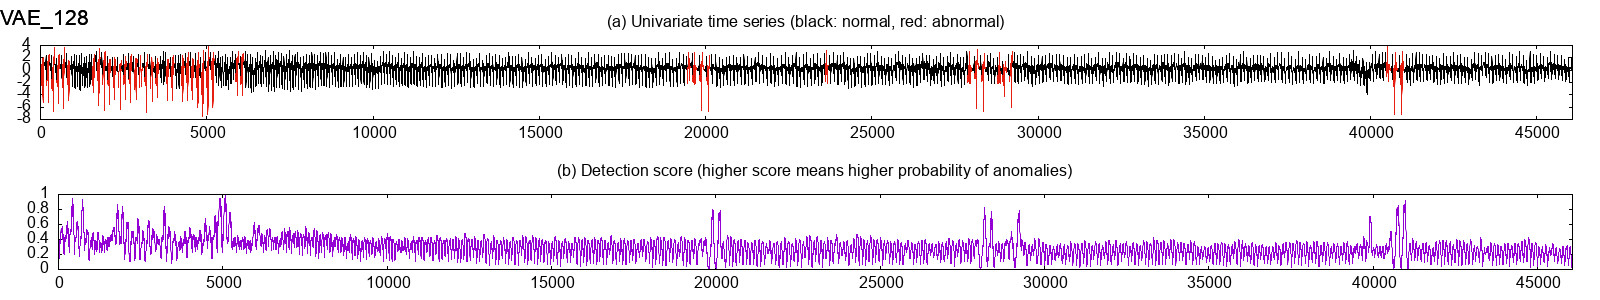 VAE_128
(a) Univariate time series (black: normal, red: abnormal)
4
2
0
-2
-4
-6
-8
0 5000 10000 15000 20000 25000 30000 35000 40000 45000
(b) Detection score (higher score means higher probability of anomalies)
1
0.8
0.6
0.4
0.2
0
0 5000 10000 15000 20000 25000 30000 35000 40000 45000